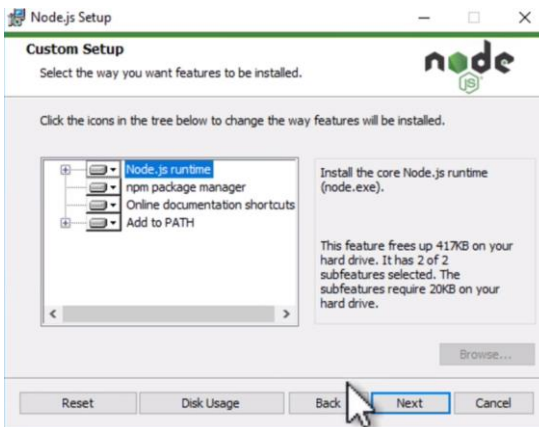 Node.js Setup
Custom Setup
Select the way you want features to be installed.
node
JS
Click the icons in the tree below to change the way features will be installed.
Node.js runtime
npm package manager
Online documentation shortcuts
Add to PATH
Install the core Node.js runtime
(node.exe).
This feature frees up 417KB on your
hard drive. It has 2 of 2
subfeatures selected. The
subfeatures require 20KB on your
hard drive.
Browse...
Reset
Disk Usage
Back
Next
Cancel